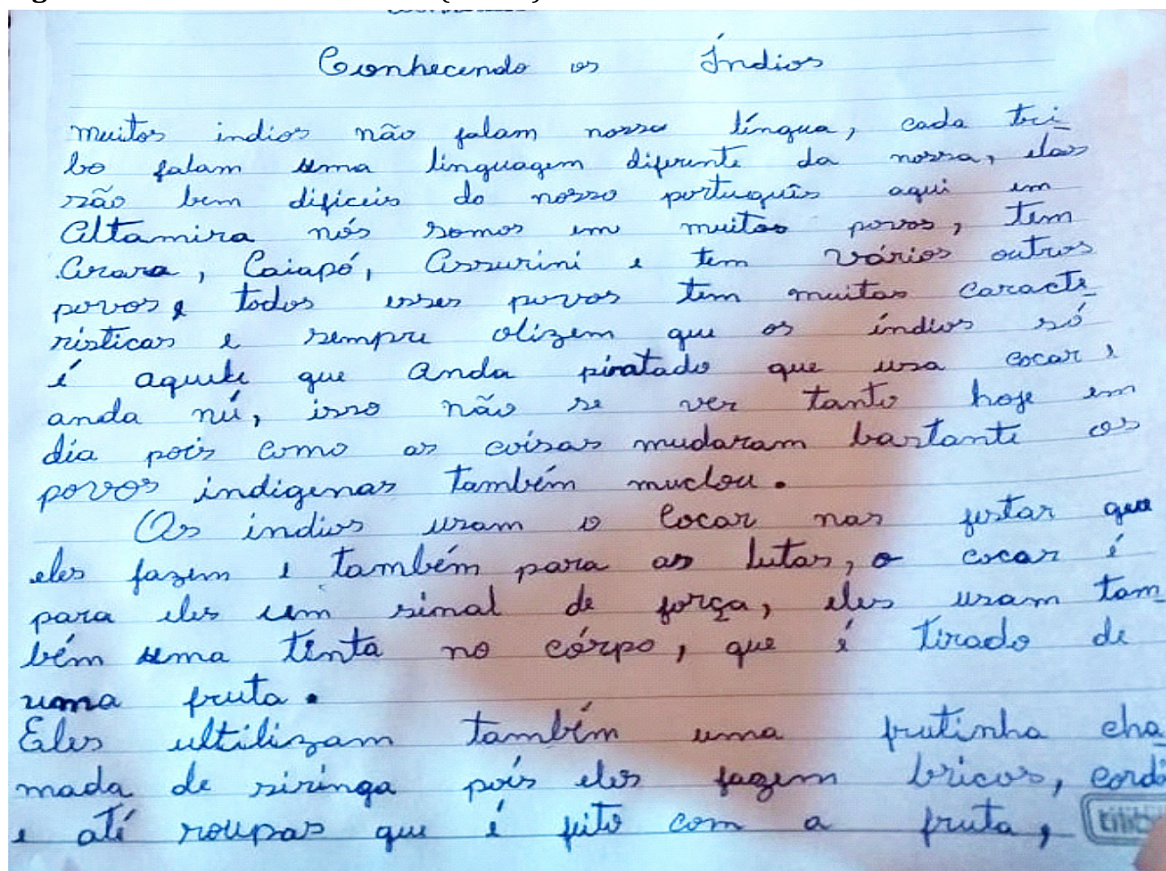 Conhecendo os Índios
muitos indios não falam nossa língua, cada tri
bo falam uma linguagem diferente da nossa, elas
são bem dificeis do nosso português aqui em
Altamira nós somos em muitos povos, tem
Arara, Caiapó, Assurini e tem vários outros
povos e todos esses povos tem muitas caracte
rísticas e sempre dizem que os índios só
é aquele que anda pintado que usa cocar e
anda nú, isso não se ver tanto hoje em
dia pois como as coisas mudaram bastante os
povos indigenas também mudou.
Os índios usam o cocar nas festas que
eles fazem e também para as lutas, o cocar é
para eles um sinal de força, eles usam tam_
bém uma tinta no córpo, que é tirado de
uma fruta.
Eles ultilizam também uma frutinha cha_
mada de siringa pois eles fazem bricos,
e até roupas que é feito com a fruta,